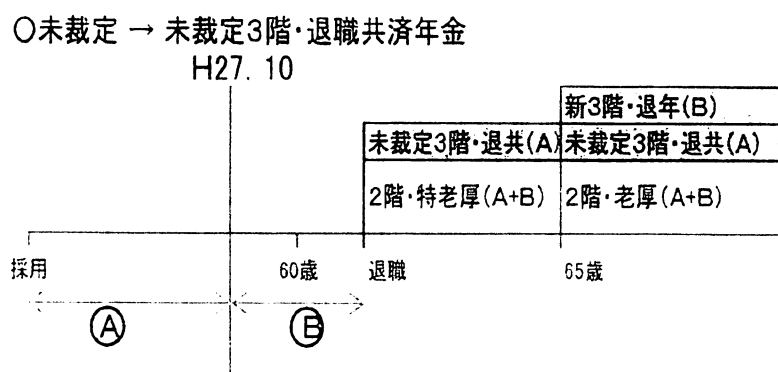 ○未裁定 → 未裁定3階・退職共済年金
H27.10
新3階・退年(B)
未裁定3階・退共(A) 未裁定3階・退共(A)
2階・特老厚(A+B) 2階・老厚(A+B)
採用 60歳 退職 65歳
Ⓐ Ⓑ